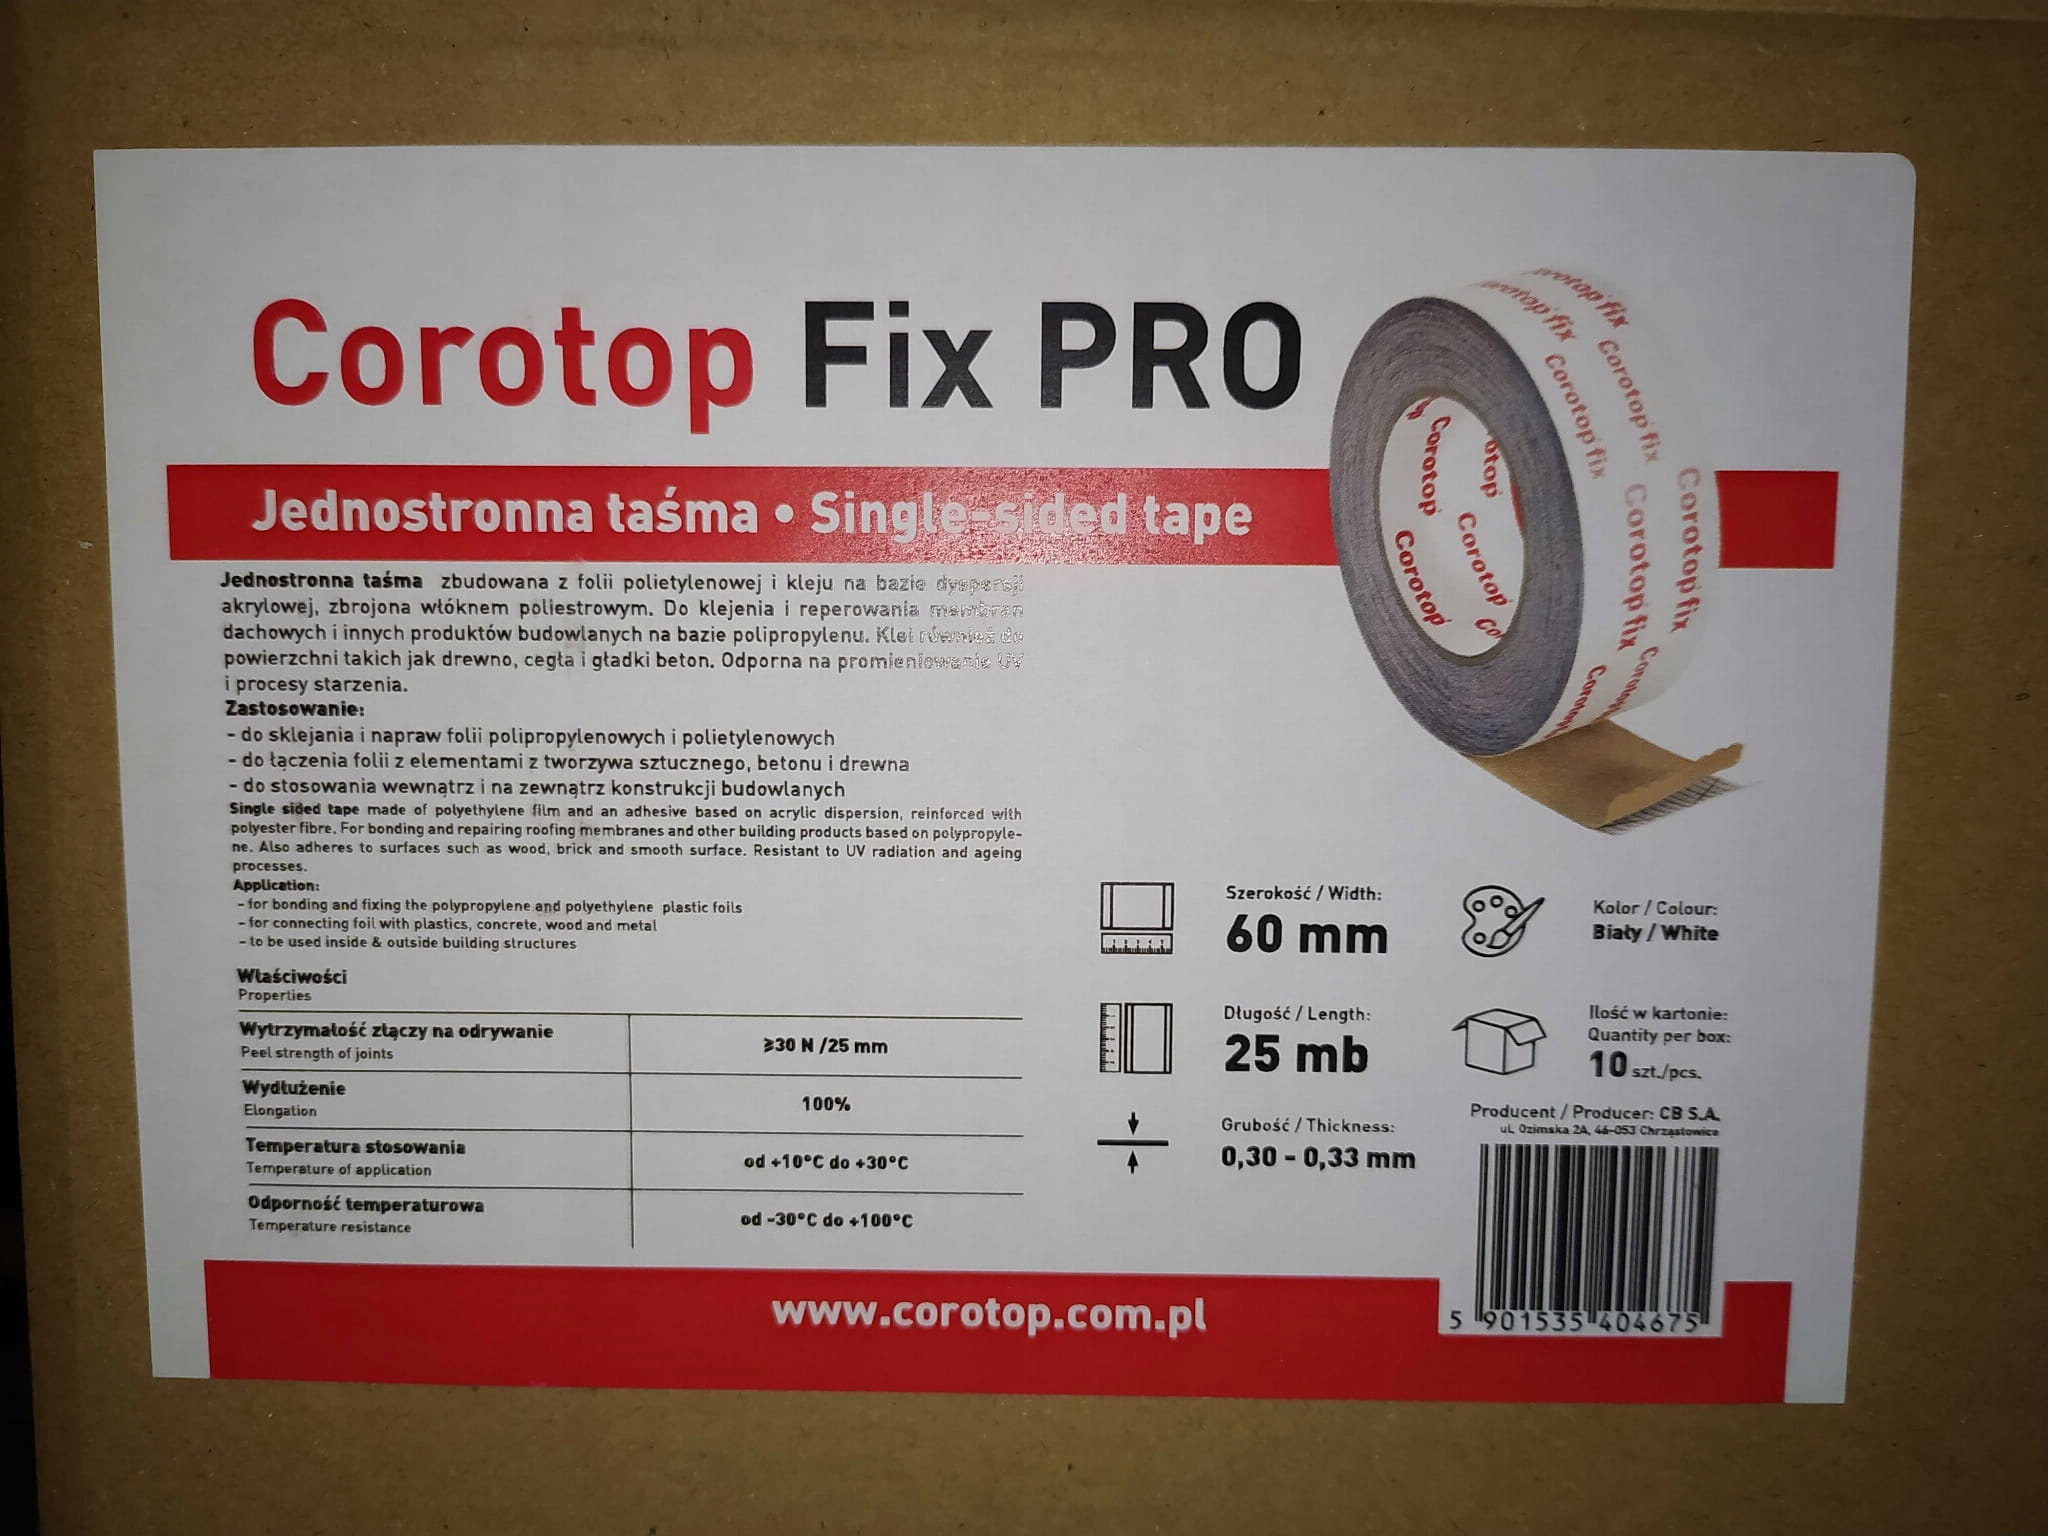 Corotop Fix PRO
Jednostronna taśma • Single-sided tape
Jednostronna taśma zbudowana z folii polietylenowej i kleju na bazie dyspersji
akrylowej, zbrojona włóknem poliestrowym. Do klejenia i reperowania membran
dachowych i innych produktów budowlanych na bazie polipropylenu. Klei również do
powierzchni takich jak drewno, cegła i gładki beton. Odporna na promieniowanie UV
i procesy starzenia.
Zastosowanie:
- do sklejania i napraw folii polipropylenowych i polietylenowych
- do łączenia folii z elementami z tworzywa sztucznego, betonu i drewna
- do stosowania wewnątrz i na zewnątrz konstrukcji budowlanych
Single sided tape made of polyethylene film and an adhesive based on acrylic dispersion, reinforced with
polyester fibre. For bonding and repairing roofing membranes and other building products based on polypropyle-
ne. Also adheres to surfaces such as wood, brick and smooth surface. Resistant to UV radiation and ageing
processes.
Application:
- for bonding and fixing the polypropylene and polyethylene plastic foils
- for connecting foil with plastics, concrete, wood and metal
- to be used inside & outside building structures
Właściwości
Properties
Wytrzymałość złączy na odrywanie
Peel strength of joints
≥30 N /25 mm
Wydłużenie
Elongation
100%
Temperatura stosowania
Temperature of application
od +10°C do +30°C
Odporność temperaturowa
Temperature resistance
od -30°C do +100°C
Szerokość / Width:
60 mm
Długość / Length:
25 mb
Grubość / Thickness:
0,30 - 0,33 mm
Kolor / Colour:
Biały / White
Ilość w kartonie:
Quantity per box:
10 szt./pcs.
Producent / Producer: CB S.A.
ul. Ozimska 2A, 46-053 Chrząstowice
5 901535 404675
www.corotop.com.pl
Corotop fix
Corotop fix
Corotop fix
Corotop fix
Corotop fix
Corotop
Corotop
Corotop